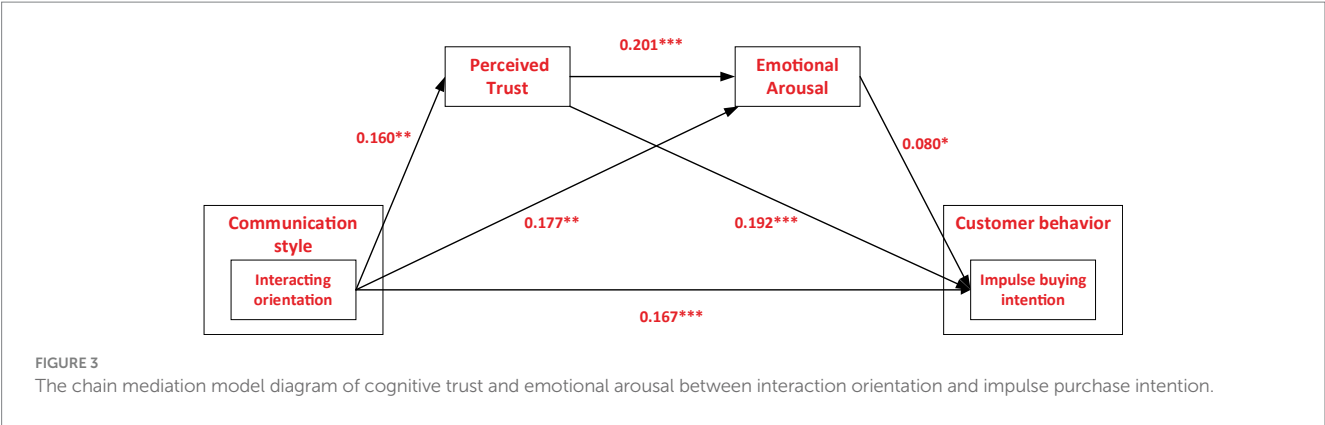 0.201***
Perceived
Trust
Emotional
Arousal
0.160**
0.080*
Communication
style
0.177**
0.192***
Customer behavior
Interacting
orientation
Impulse buying
intention
0.167***
FIGURE 3
The chain mediation model diagram of cognitive trust and emotional arousal between interaction orientation and impulse purchase intention.